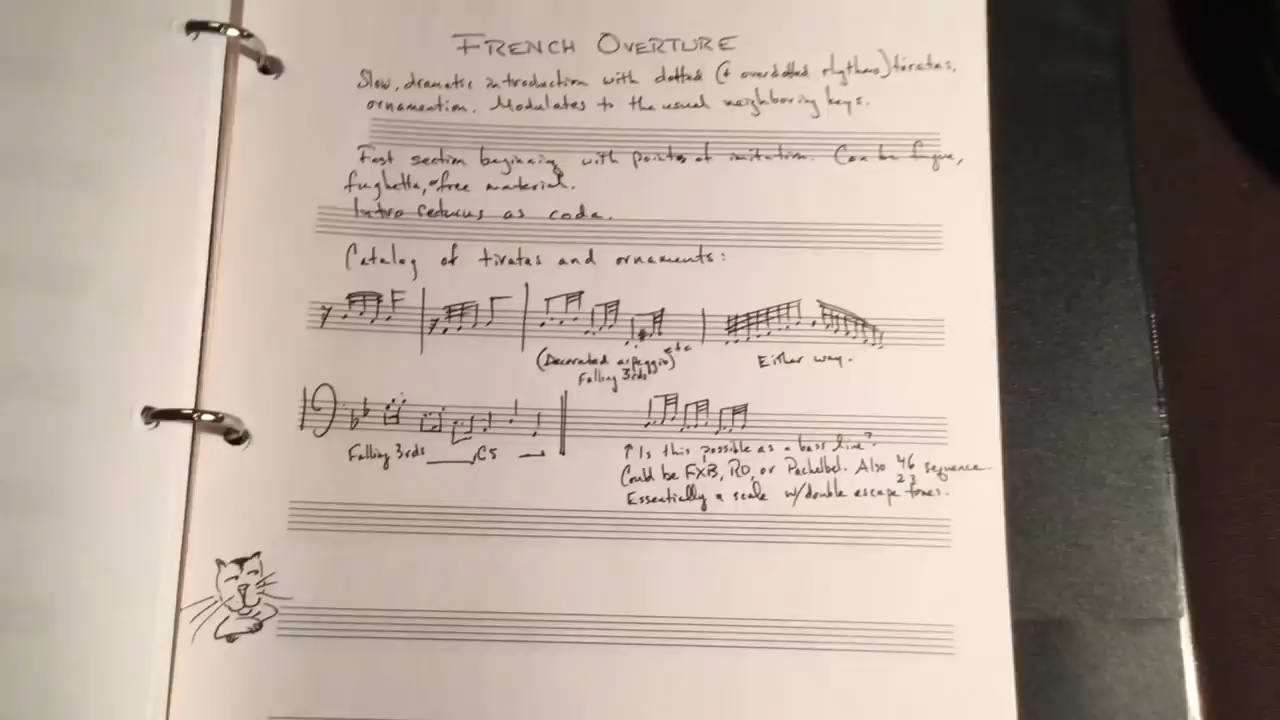 FRENCH OVERTURE
Slow, dramatic introduction with dotted (+ overdotted rhythms) tiratas,
ornamention. Modulates to the usual neighboring keys.
Fast section beginning with points of imitation. Can be fugue,
fughetta, or free material.
Intro returns as coda.
Catalog of tiratas and ornaments:
(Decorated arpeggio) etc
Falling 3rds
Either way.
Falling 3rds C5
↑ Is this possible as a bass line?
Could be FXB, RO, or Pachelbel. Also 46 sequence
23
Essentially a scale w/double escape tones.